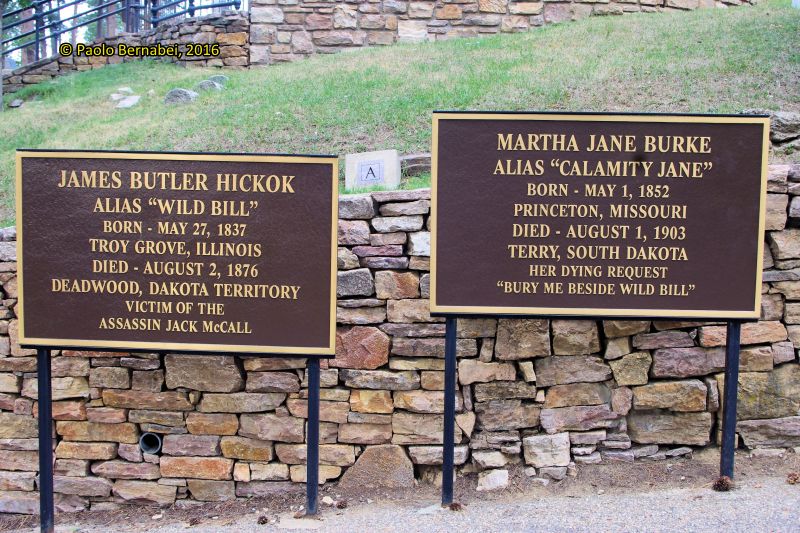 © Paolo Bernabei, 2016
JAMES BUTLER HICKOK
ALIAS “WILD BILL”
BORN - MAY 27, 1837
TROY GROVE, ILLINOIS
DIED - AUGUST 2, 1876
DEADWOOD, DAKOTA TERRITORY
VICTIM OF THE
ASSASSIN JACK McCALL
A
MARTHA JANE BURKE
ALIAS “CALAMITY JANE”
BORN - MAY 1, 1852
PRINCETON, MISSOURI
DIED - AUGUST 1, 1903
TERRY, SOUTH DAKOTA
HER DYING REQUEST
“BURY ME BESIDE WILD BILL”